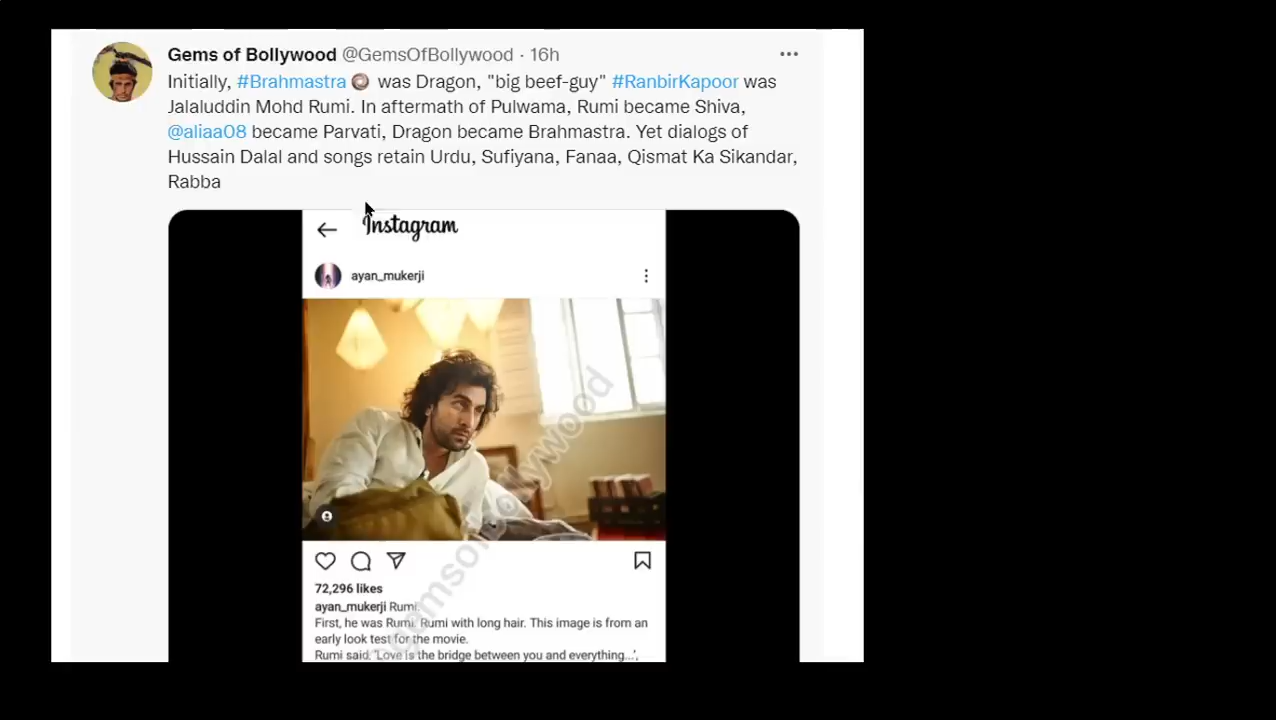 Gems of Bollywood @GemsOfBollywood · 16h
Initially, #Brahmastra was Dragon, "big beef-guy" #RanbirKapoor was
Jalaluddin Mohd Rumi. In aftermath of Pulwama, Rumi became Shiva,
@aliaa08 became Parvati, Dragon became Brahmastra. Yet dialogs of
Hussain Dalal and songs retain Urdu, Sufiyana, Fanaa, Qismat Ka Sikandar,
Rabba
Instagram
ayan_mukerji
72,296 likes
ayan_mukerji Rumi.
First, he was Rumi. Rumi with long hair. This image is from an
early look test for the movie.
Rumi said, 'Love is the bridge between you and everything...',